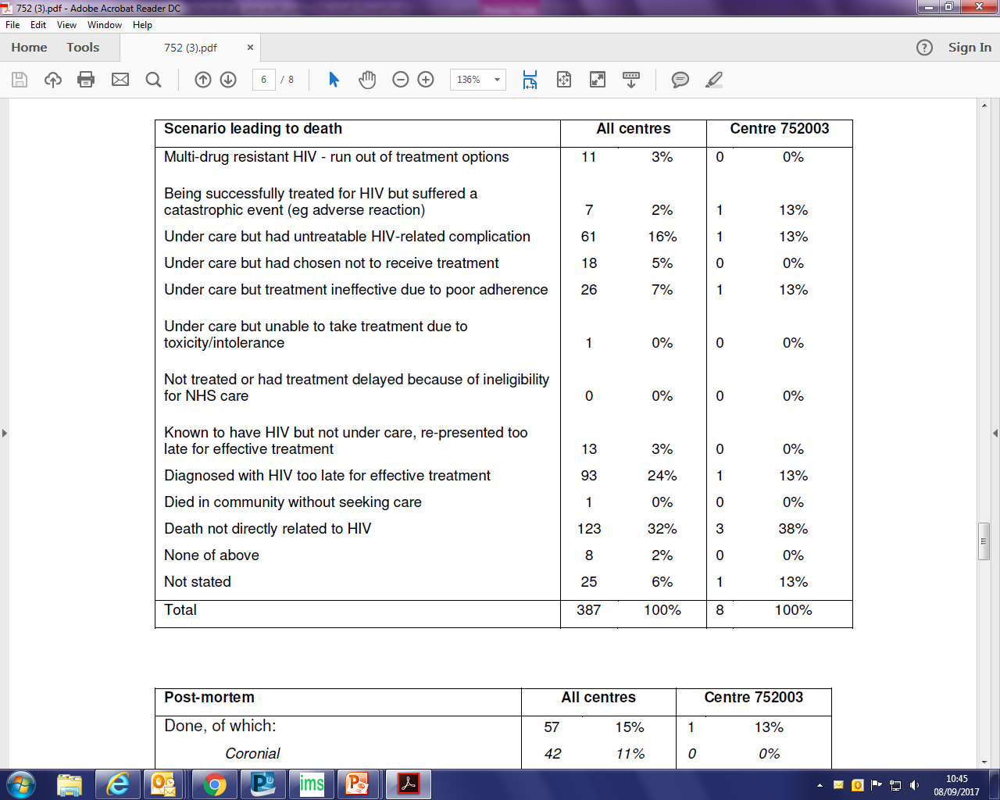 752 (3).pdf - Adobe Acrobat Reader DC
File Edit View Window Help
Home Tools 752 (3).pdf × ? Sign In
6 / 8 136%
Scenario leading to death All centres Centre 752003
Multi-drug resistant HIV - run out of treatment options 11 3% 0 0%
Being successfully treated for HIV but suffered a
catastrophic event (eg adverse reaction) 7 2% 1 13%
Under care but had untreatable HIV-related complication 61 16% 1 13%
Under care but had chosen not to receive treatment 18 5% 0 0%
Under care but treatment ineffective due to poor adherence 26 7% 1 13%
Under care but unable to take treatment due to
toxicity/intolerance 1 0% 0 0%
Not treated or had treatment delayed because of ineligibility
for NHS care 0 0% 0 0%
Known to have HIV but not under care, re-presented too
late for effective treatment 13 3% 0 0%
Diagnosed with HIV too late for effective treatment 93 24% 1 13%
Died in community without seeking care 1 0% 0 0%
Death not directly related to HIV 123 32% 3 38%
None of above 8 2% 0 0%
Not stated 25 6% 1 13%
Total 387 100% 8 100%
Post-mortem All centres Centre 752003
Done, of which: 57 15% 1 13%
Coronial 42 11% 0 0%
ims
10:45
08/09/2017